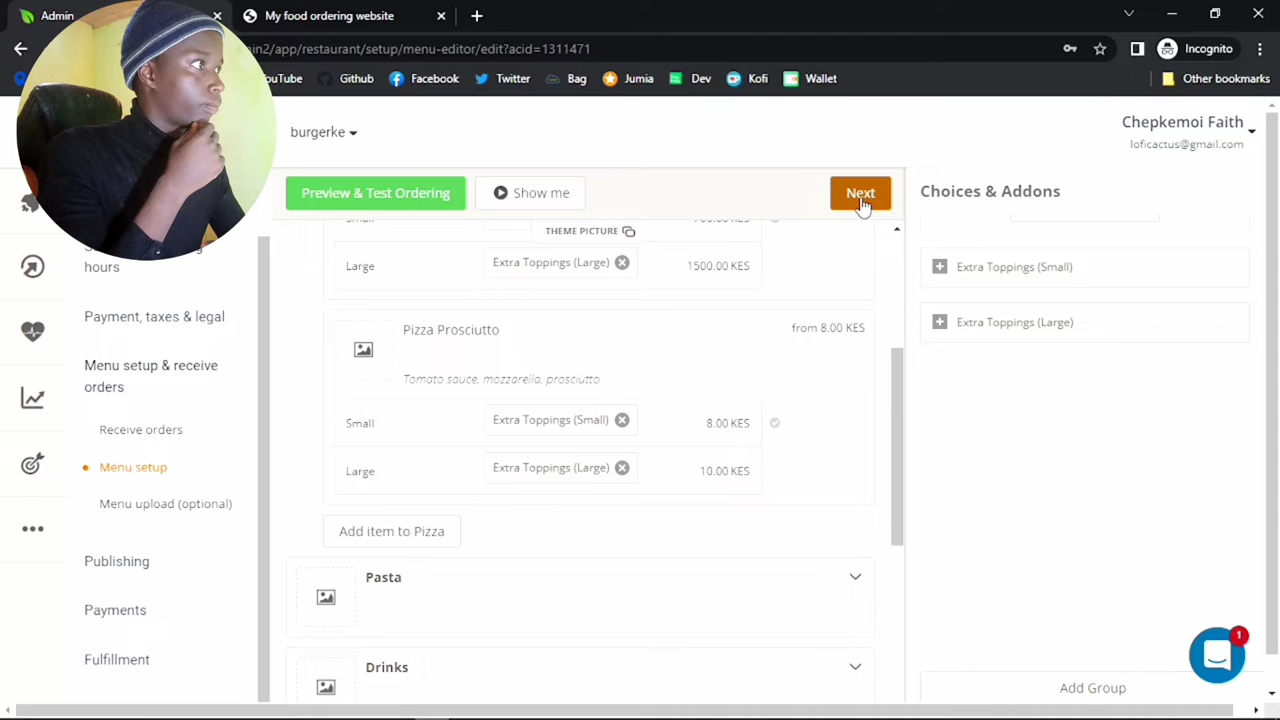 Admin
My food ordering website
min2/app/restaurant/setup/menu-editor/edit?acid=1311471
Incognito
ouTube
Github
Facebook
Twitter
Bag
Jumia
Dev
Kofi
Wallet
Other bookmarks
burgerke
Chepkemoi Faith
loficactus@gmail.com
Preview & Test Ordering
Show me
Next
Choices & Addons
hours
Payment, taxes & legal
Menu setup & receive
orders
Receive orders
Menu setup
Menu upload (optional)
Publishing
Payments
Fulfillment
Small
THEME PICTURE
Large
Extra Toppings (Large)
1500.00 KES
Pizza Prosciutto
from 8.00 KES
Tomato sauce, mozzarella, prosciutto
Small
Extra Toppings (Small)
8.00 KES
Large
Extra Toppings (Large)
10.00 KES
Add item to Pizza
Pasta
Drinks
Extra Toppings (Small)
Extra Toppings (Large)
1
Add Group